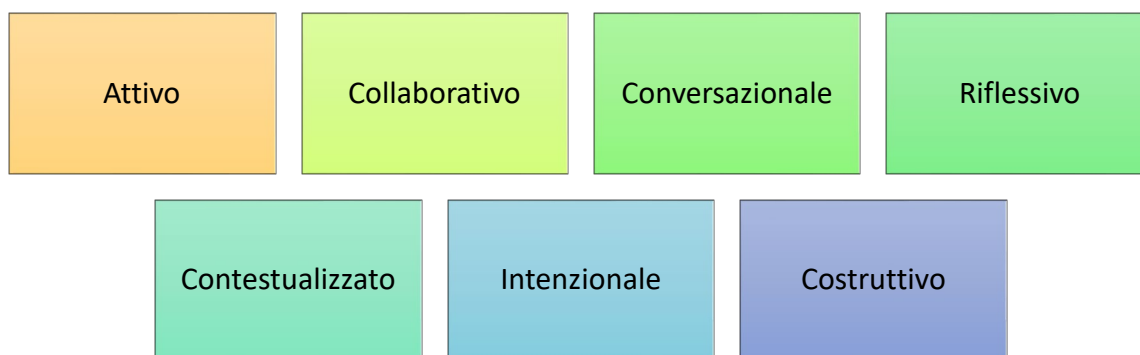 Attivo
Collaborativo
Conversazionale
Riflessivo
Contestualizzato
Intenzionale
Costruttivo